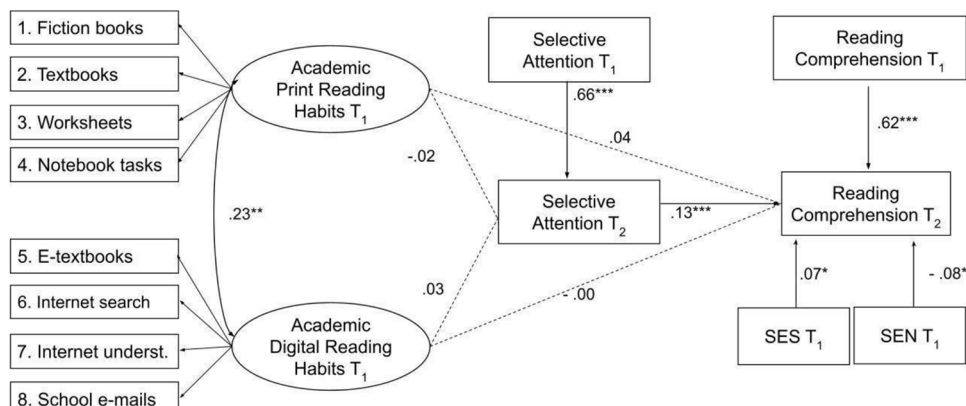 1. Fiction books
2. Textbooks
3. Worksheets
4. Notebook tasks
5. E-textbooks
6. Internet search
7. Internet underst.
8. School e-mails
Academic
Print Reading
Habits T1
.23**
Academic
Digital Reading
Habits T1
-.02
.03
Selective
Attention T1
.66***
Selective
Attention T2
.04
.13***
- .00
Reading
Comprehension T1
.62***
Reading
Comprehension T2
.07*
- .08*
SES T1
SEN T1